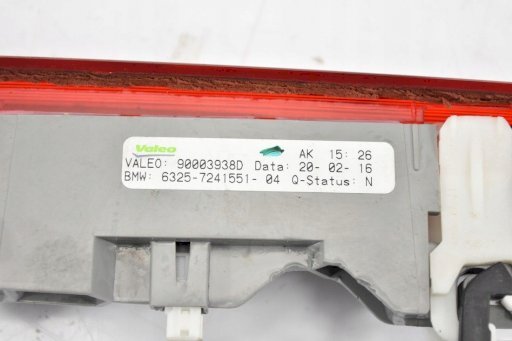 Valeo AK 15: 26
VALEO: 90003938D Data: 20- 02- 16
BMW: 6325-7241551- 04 Q-Status: N